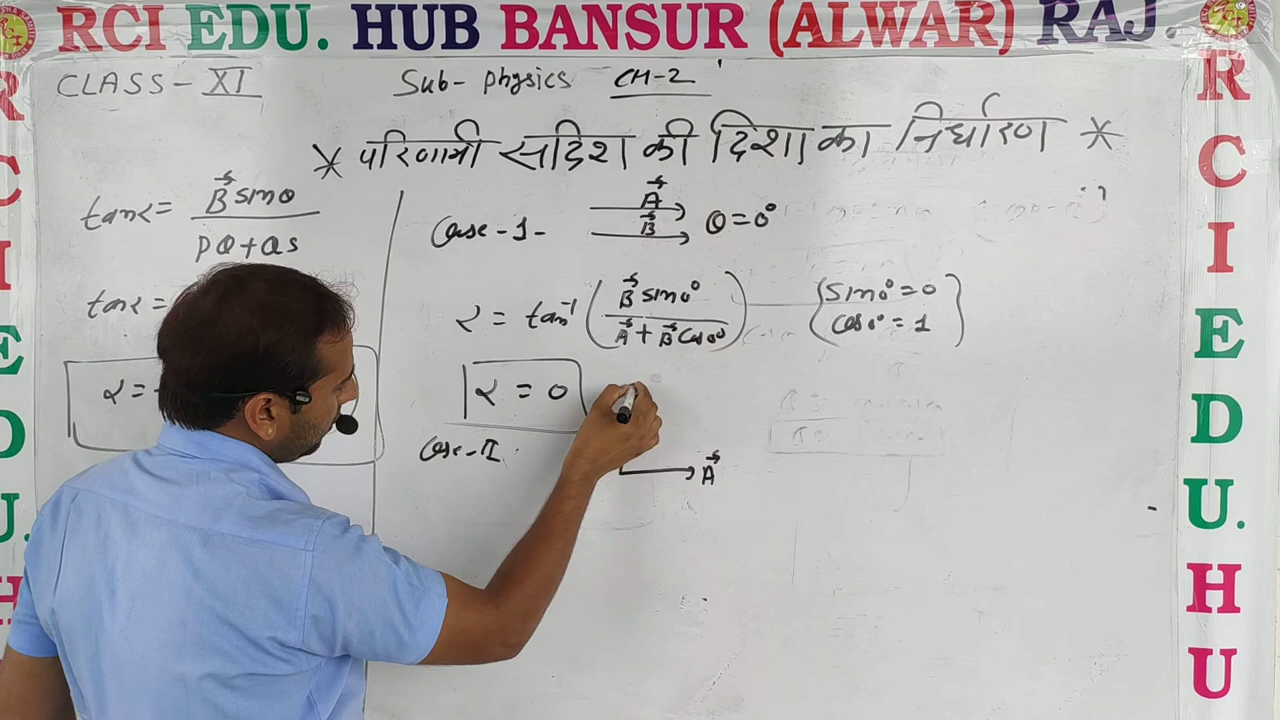 RCI EDU. HUB BANSUR (ALWAR) RAJ.
CLASS - XI Sub- Physics CH-2
* परिणामी सदिश की दिशा का निर्धारण *
tanα = B⃗ sinθ / PQ + QS
Case - 1 - A⃗ B⃗ θ = 0°
tanα =
α = tan⁻¹ ( B⃗ sin0° / A⃗ + B⃗ cos0° ) { sin0° = 0
cos0° = 1 }
α =
α = 0
Case - II
A⃗
R
C
I
E
D
U.
H
R
C
I
E
D
U.
H
U